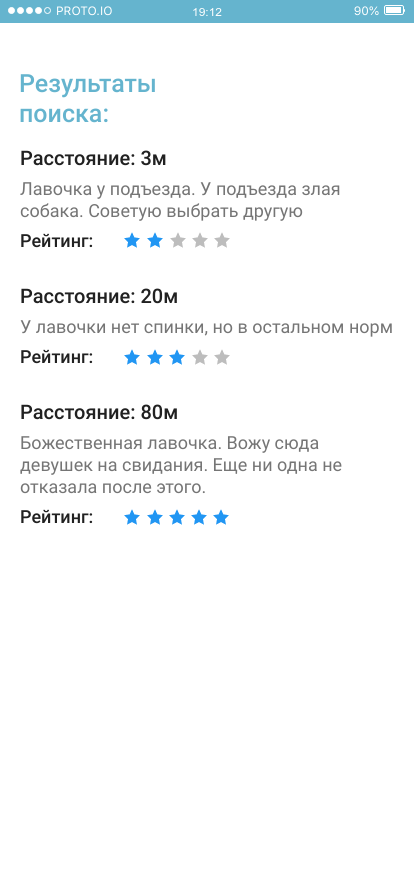 PROTO.IO 19:12 90%
Результаты
поиска:
Расстояние: 3м
Лавочка у подъезда. У подъезда злая
собака. Советую выбрать другую
Рейтинг:
Расстояние: 20м
У лавочки нет спинки, но в остальном норм
Рейтинг:
Расстояние: 80м
Божественная лавочка. Вожу сюда
девушек на свидания. Еще ни одна не
отказала после этого.
Рейтинг: